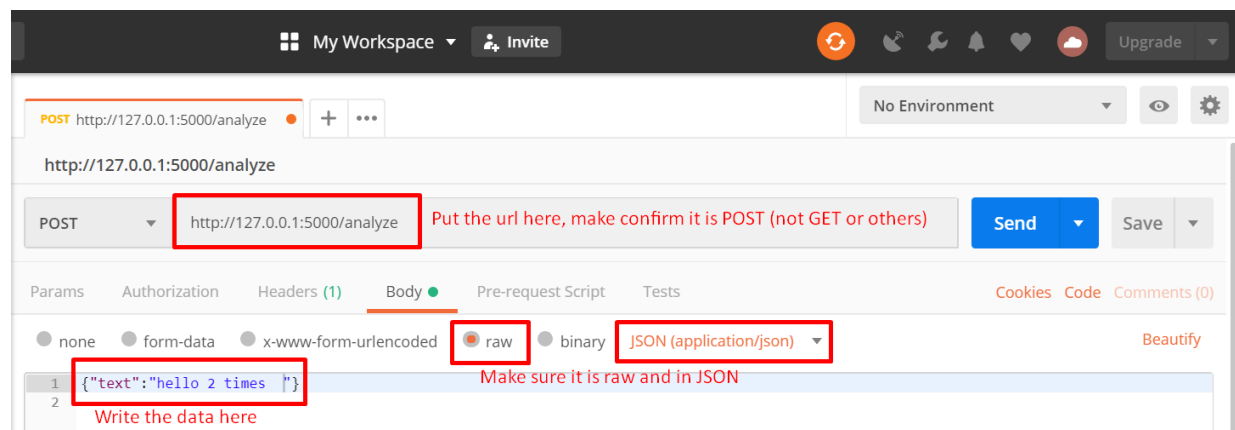 My Workspace Invite Upgrade
POST http://127.0.0.1:5000/analyze No Environment
http://127.0.0.1:5000/analyze
POST http://127.0.0.1:5000/analyze Put the url here, make confirm it is POST (not GET or others) Send Save
Params Authorization Headers (1) Body Pre-request Script Tests Cookies Code Comments (0)
none form-data x-www-form-urlencoded raw binary JSON (application/json) Beautify
1 {"text":"hello 2 times  "} Make sure it is raw and in JSON
2
Write the data here